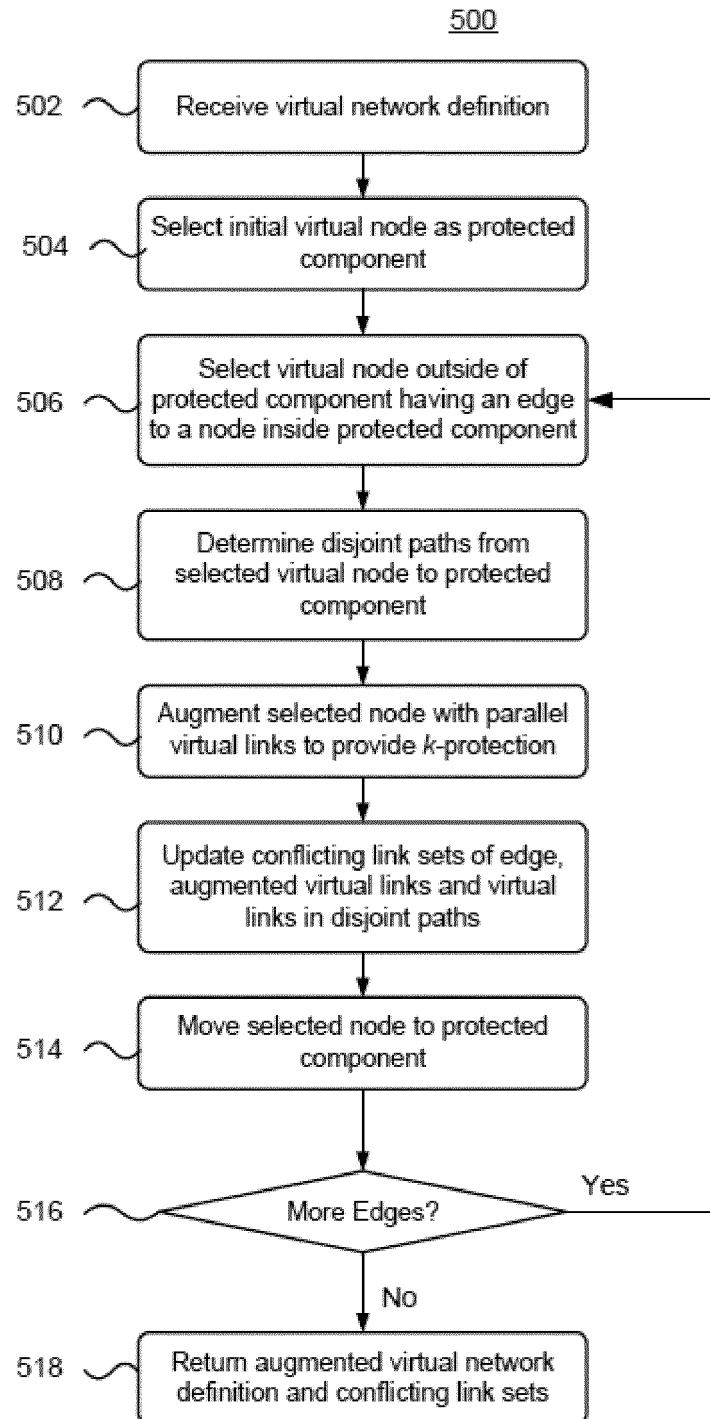 500
502
Receive virtual network definition
504
Select initial virtual node as protected
component
506
Select virtual node outside of
protected component having an edge
to a node inside protected component
508
Determine disjoint paths from
selected virtual node to protected
component
510
Augment selected node with parallel
virtual links to provide k-protection
512
Update conflicting link sets of edge,
augmented virtual links and virtual
links in disjoint paths
514
Move selected node to protected
component
516
More Edges?
Yes
No
518
Return augmented virtual network
definition and conflicting link sets